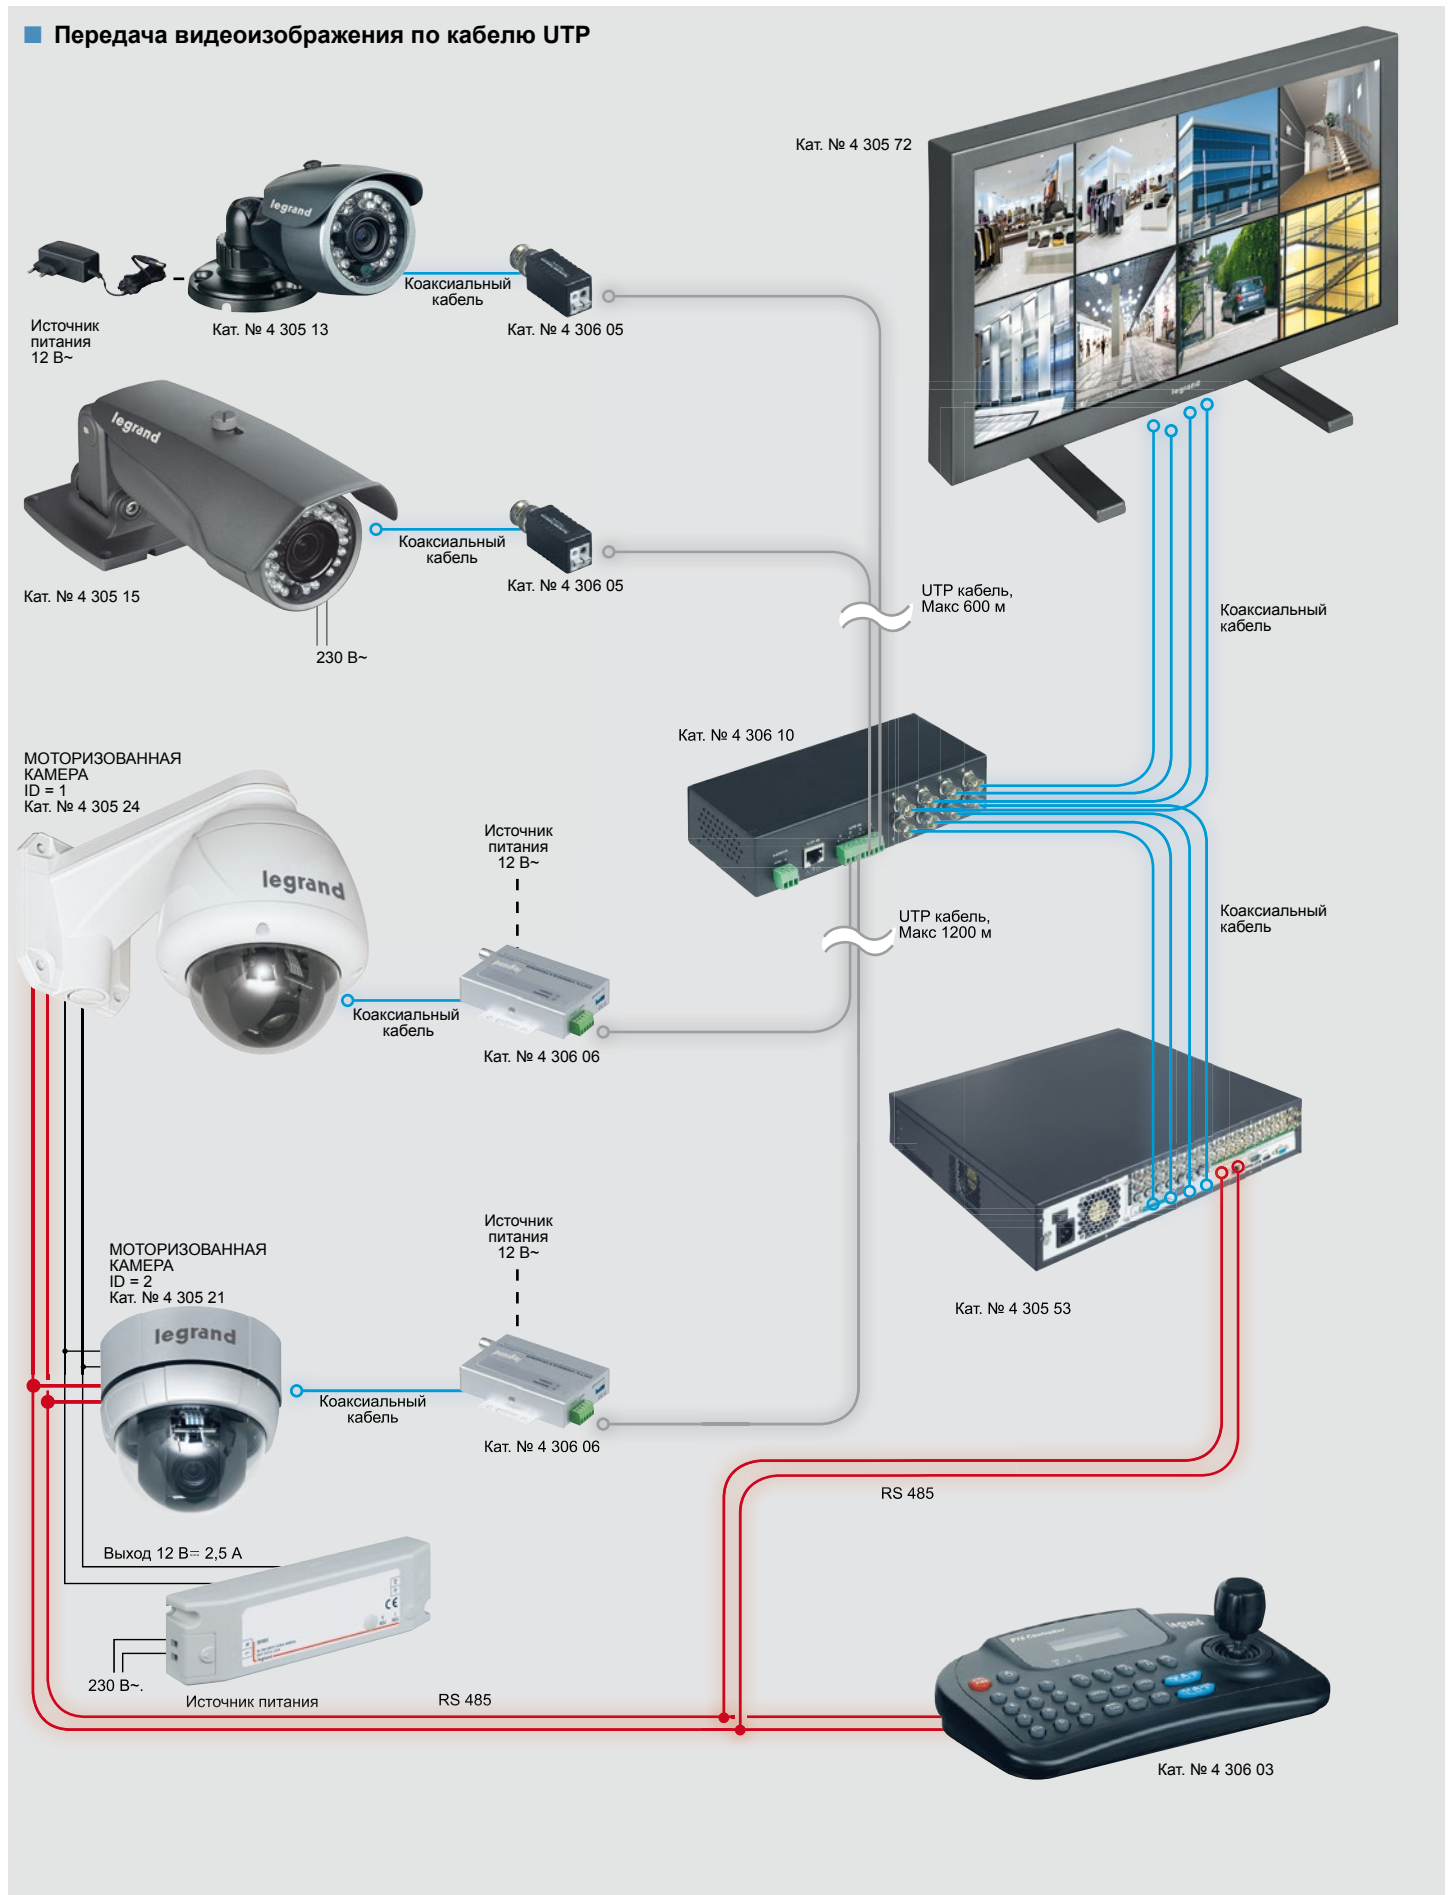 Передача видеоизображения по кабелю UTP
Кат. № 4 305 72
legrand
legrand
Коаксиальный
кабель
Источник
питания
12 В~
Кат. № 4 305 13
Кат. № 4 306 05
legrand
Коаксиальный
кабель
Кат. № 4 306 05
Кат. № 4 305 15
230 В~
UTP кабель,
Макс 600 м
Коаксиальный
кабель
Кат. № 4 306 10
МОТОРИЗОВАННАЯ
КАМЕРА
ID = 1
Кат. № 4 305 24
legrand
Источник
питания
12 В~
UTP кабель,
Макс 1200 м
Коаксиальный
кабель
Коаксиальный
кабель
Кат. № 4 306 06
МОТОРИЗОВАННАЯ
КАМЕРА
ID = 2
Кат. № 4 305 21
legrand
Источник
питания
12 В~
Кат. № 4 305 53
Коаксиальный
кабель
Кат. № 4 306 06
RS 485
Выход 12 В⎓ 2,5 А
CE
230 В~.
Источник питания
RS 485
legrand
Кат. № 4 306 03